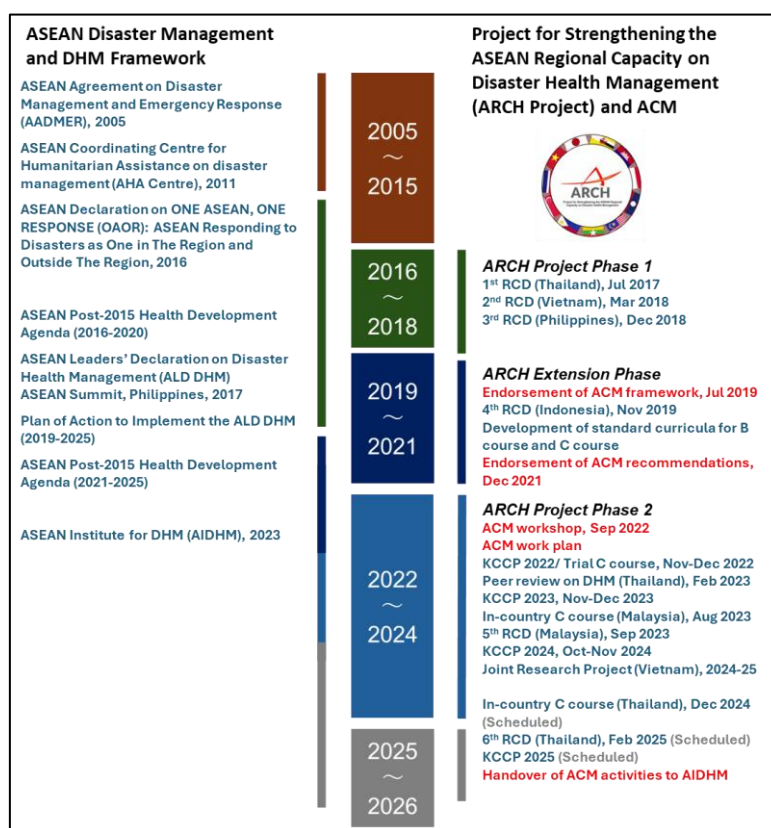 ASEAN Disaster Management
and DHM Framework
ASEAN Agreement on Disaster
Management and Emergency Response
(AADMER), 2005
ASEAN Coordinating Centre for
Humanitarian Assistance on disaster
management (AHA Centre), 2011
ASEAN Declaration on ONE ASEAN, ONE
RESPONSE (OAOR): ASEAN Responding to
Disasters as One in The Region and
Outside The Region, 2016
ASEAN Post-2015 Health Development
Agenda (2016-2020)
ASEAN Leaders' Declaration on Disaster
Health Management (ALD DHM)
ASEAN Summit, Philippines, 2017
Plan of Action to Implement the ALD DHM
(2019-2025)
ASEAN Post-2015 Health Development
Agenda (2021-2025)
ASEAN Institute for DHM (AIDHM), 2023
2005
～
2015
2016
～
2018
2019
～
2021
2022
～
2024
2025
～
2026
Project for Strengthening the
ASEAN Regional Capacity on
Disaster Health Management
(ARCH Project) and ACM
ARCH
Project for Strengthening the ASEAN Regional
Capacity on Disaster Health Management
ARCH Project Phase 1
1st RCD (Thailand), Jul 2017
2nd RCD (Vietnam), Mar 2018
3rd RCD (Philippines), Dec 2018
ARCH Extension Phase
Endorsement of ACM framework, Jul 2019
4th RCD (Indonesia), Nov 2019
Development of standard curricula for B
course and C course
Endorsement of ACM recommendations,
Dec 2021
ARCH Project Phase 2
ACM workshop, Sep 2022
ACM work plan
KCCP 2022/ Trial C course, Nov-Dec 2022
Peer review on DHM (Thailand), Feb 2023
KCCP 2023, Nov-Dec 2023
In-country C course (Malaysia), Aug 2023
5th RCD (Malaysia), Sep 2023
KCCP 2024, Oct-Nov 2024
Joint Research Project (Vietnam), 2024-25
In-country C course (Thailand), Dec 2024
(Scheduled)
6th RCD (Thailand), Feb 2025 (Scheduled)
KCCP 2025 (Scheduled)
Handover of ACM activities to AIDHM